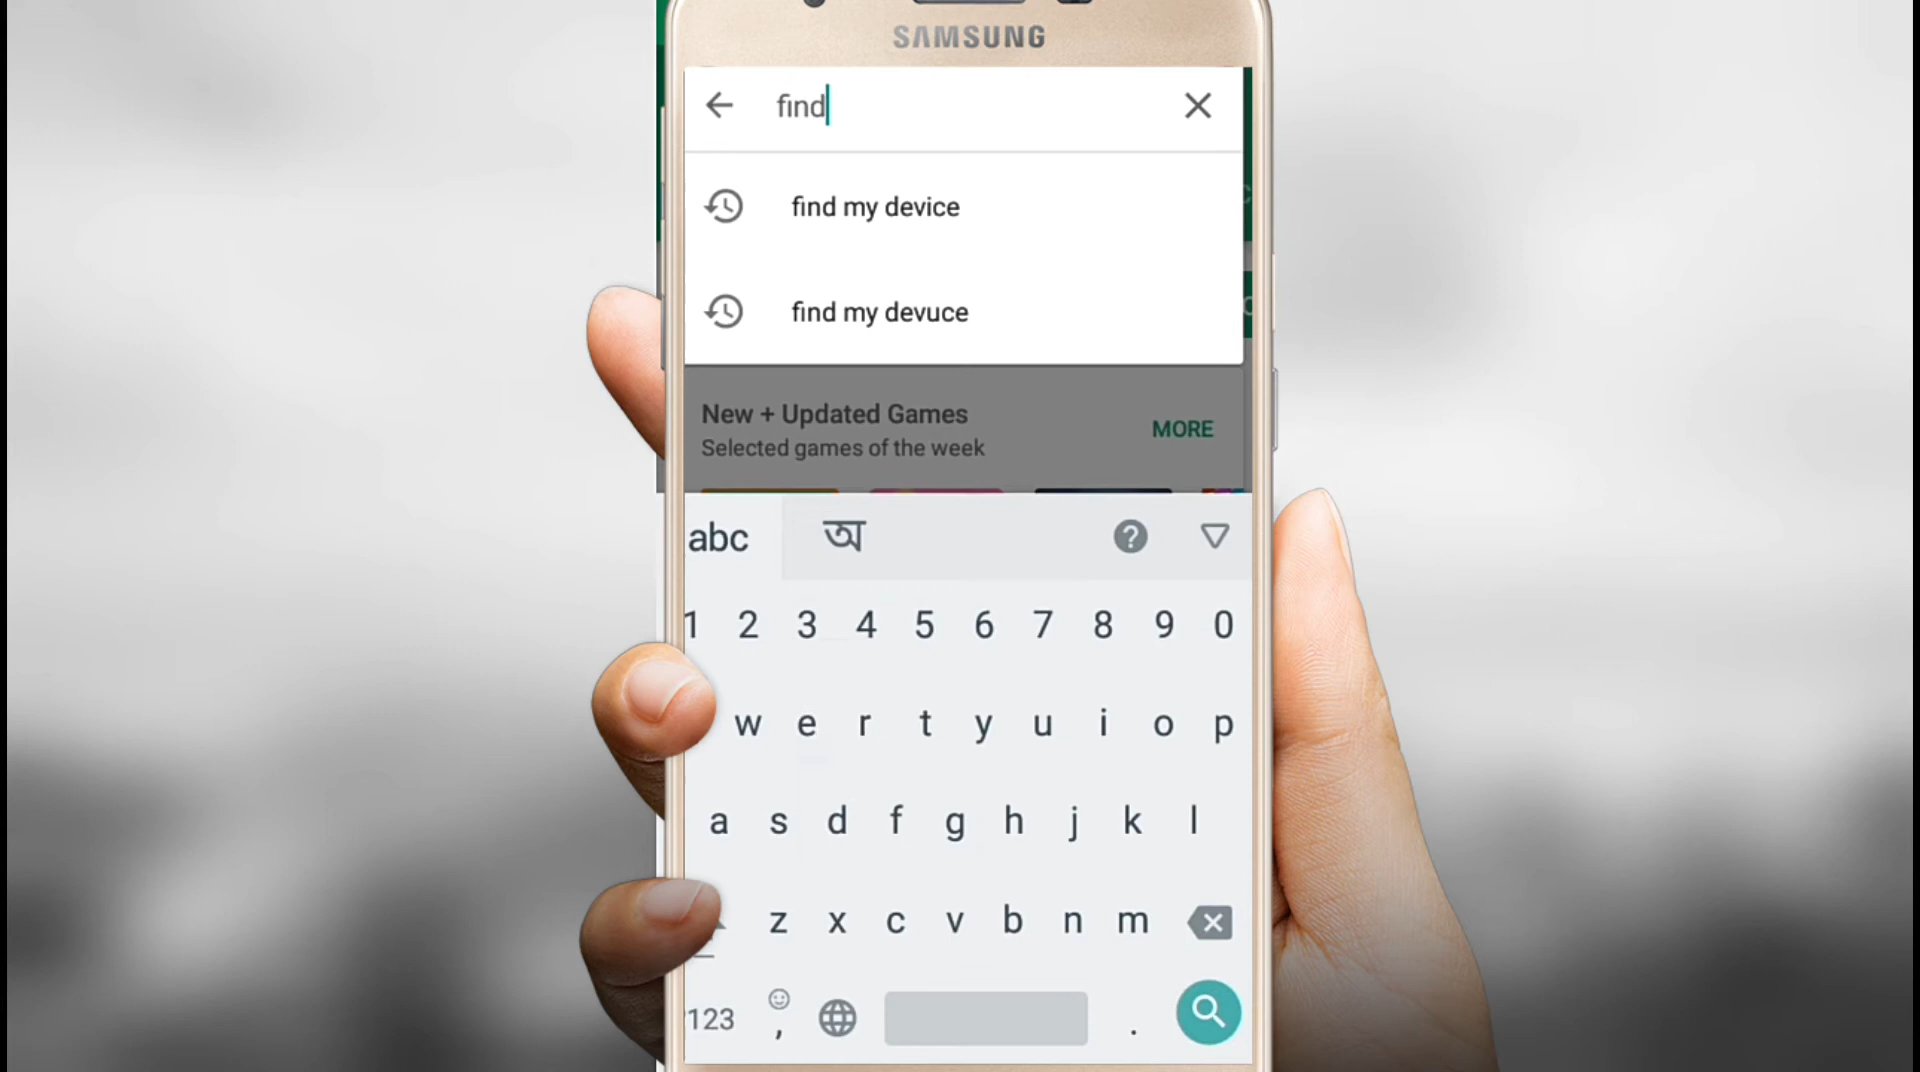 SAMSUNG
find
find my device
find my devuce
New + Updated Games
MORE
Selected games of the week
abc অ
1 2 3 4 5 6 7 8 9 0
w e r t y u i o p
a s d f g h j k l
z x c v b n m
?123 , .